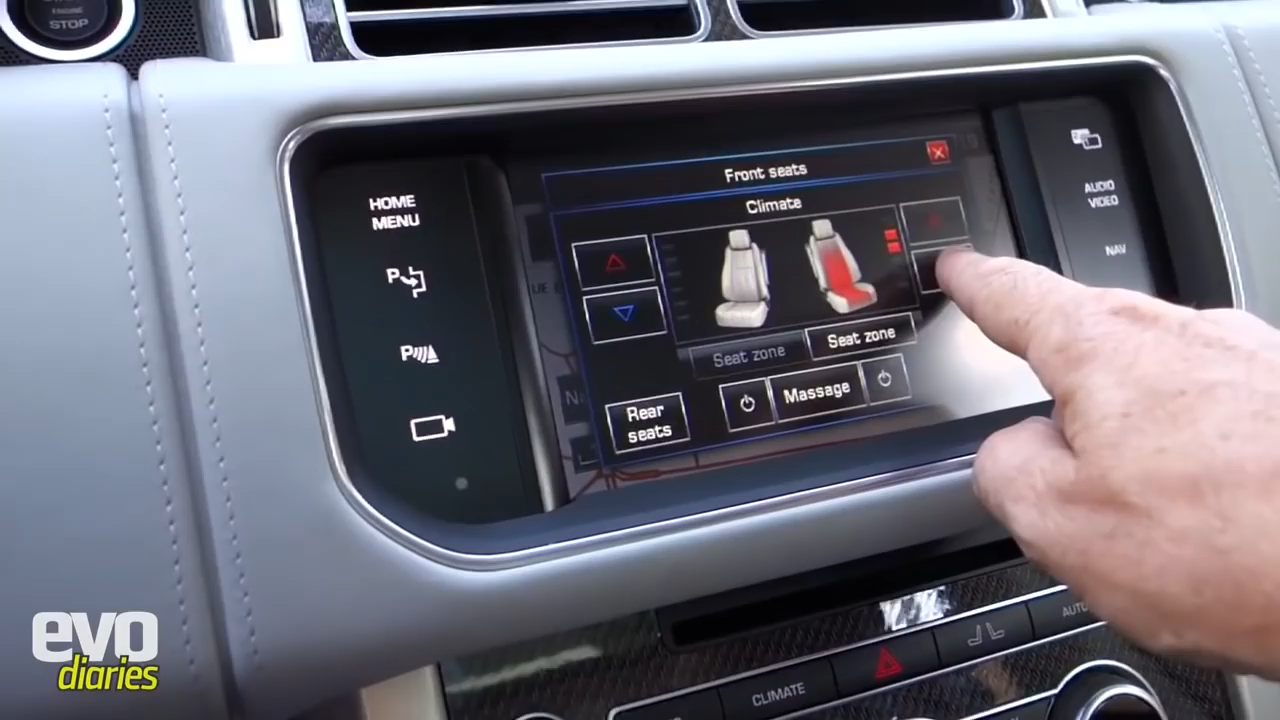 ENGINE
STOP
HOME
MENU
P
P
Front seats
Climate
Seat zone
Seat zone
Massage
Rear
seats
AUDIO
VIDEO
NAV
CLIMATE
AUTO
evo
diaries